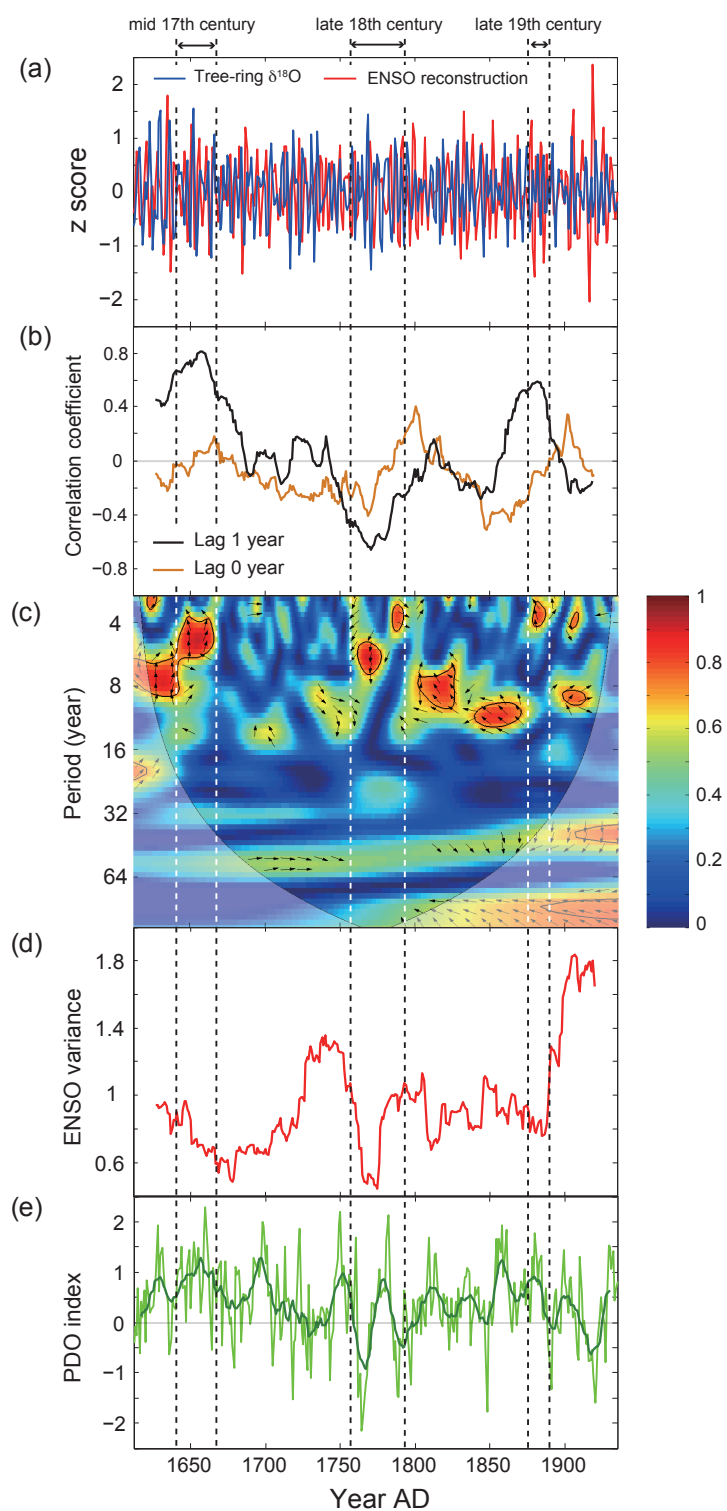 mid 17th century late 18th century late 19th century
(a)
2
1
0
−1
−2
z score
Tree-ring δ¹⁸O ENSO reconstruction
(b)
0.8
0.4
0
−0.4
−0.8
Correlation coefficient
Lag 1 year
Lag 0 year
(c)
4
8
16
32
64
Period (year)
1
0.8
0.6
0.4
0.2
0
(d)
1.8
1.4
1
0.6
ENSO variance
(e)
2
1
0
−1
−2
PDO index
1650 1700 1750 1800 1850 1900
Year AD